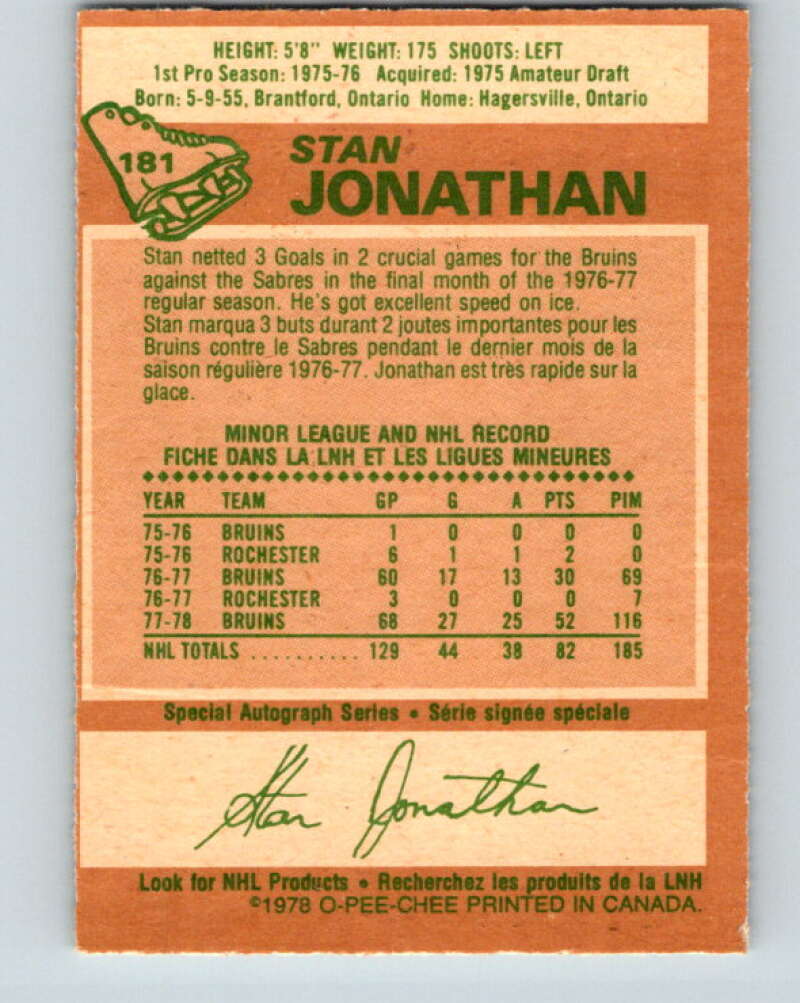 HEIGHT: 5'8" WEIGHT: 175 SHOOTS: LEFT
1st Pro Season: 1975-76 Acquired: 1975 Amateur Draft
Born: 5-9-55, Brantford, Ontario Home: Hagersville, Ontario
181
STAN
JONATHAN
Stan netted 3 Goals in 2 crucial games for the Bruins
against the Sabres in the final month of the 1976-77
regular season. He's got excellent speed on ice.
Stan marqua 3 buts durant 2 joutes importantes pour les
Bruins contre le Sabres pendant le dernier mois de la
saison régulière 1976-77. Jonathan est très rapide sur la
glace.
MINOR LEAGUE AND NHL RECORD
FICHE DANS LA LNH ET LES LIGUES MINEURES
YEAR TEAM GP G A PTS PIM
75-76 BRUINS 1 0 0 0 0
75-76 ROCHESTER 6 1 1 2 0
76-77 BRUINS 60 17 13 30 69
76-77 ROCHESTER 3 0 0 0 7
77-78 BRUINS 68 27 25 52 116
NHL TOTALS .......... 129 44 38 82 185
Special Autograph Series • Série signée spéciale
Stan Jonathan
Look for NHL Products • Recherchez les produits de la LNH
©1978 O-PEE-CHEE PRINTED IN CANADA.